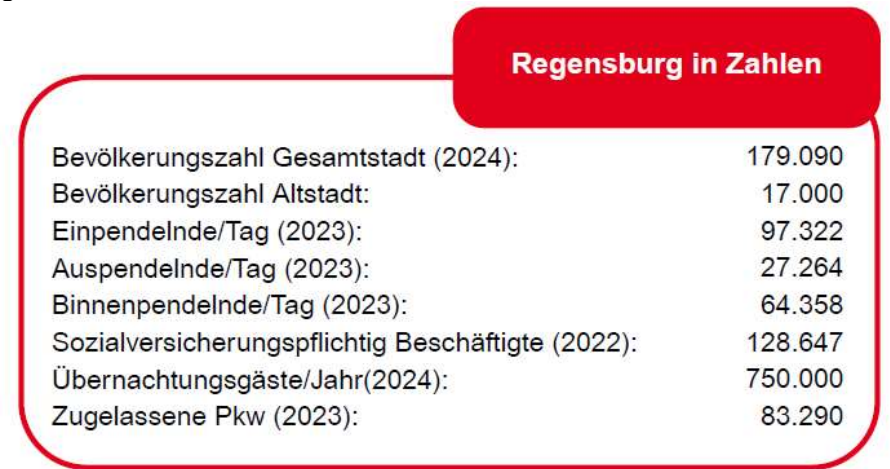 Regensburg in Zahlen
Bevölkerungszahl Gesamtstadt (2024): 179.090
Bevölkerungszahl Altstadt: 17.000
Einpendelnde/Tag (2023): 97.322
Auspendelnde/Tag (2023): 27.264
Binnenpendelnde/Tag (2023): 64.358
Sozialversicherungspflichtig Beschäftigte (2022): 128.647
Übernachtungsgäste/Jahr(2024): 750.000
Zugelassene Pkw (2023): 83.290